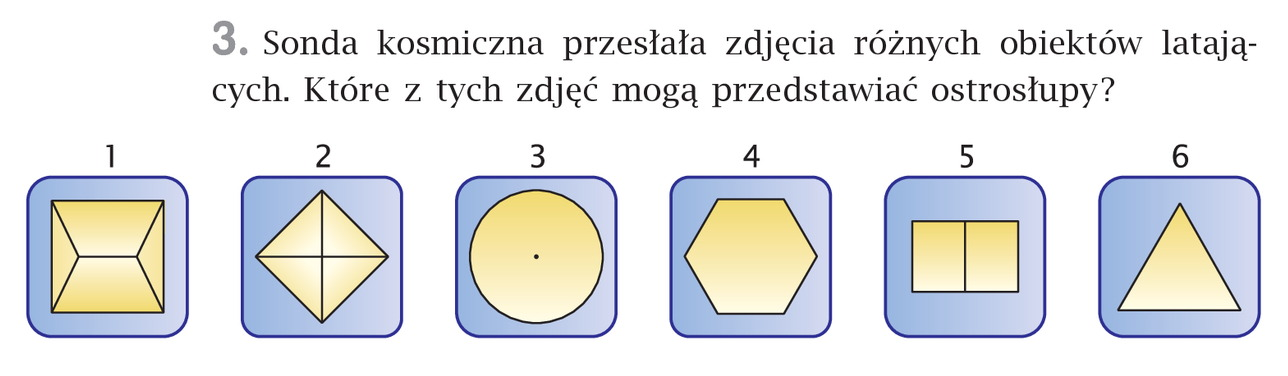 3. Sonda kosmiczna przesłała zdjęcia różnych obiektów latają-
cych. Które z tych zdjęć mogą przedstawiać ostrosłupy?
1 2 3 4 5 6